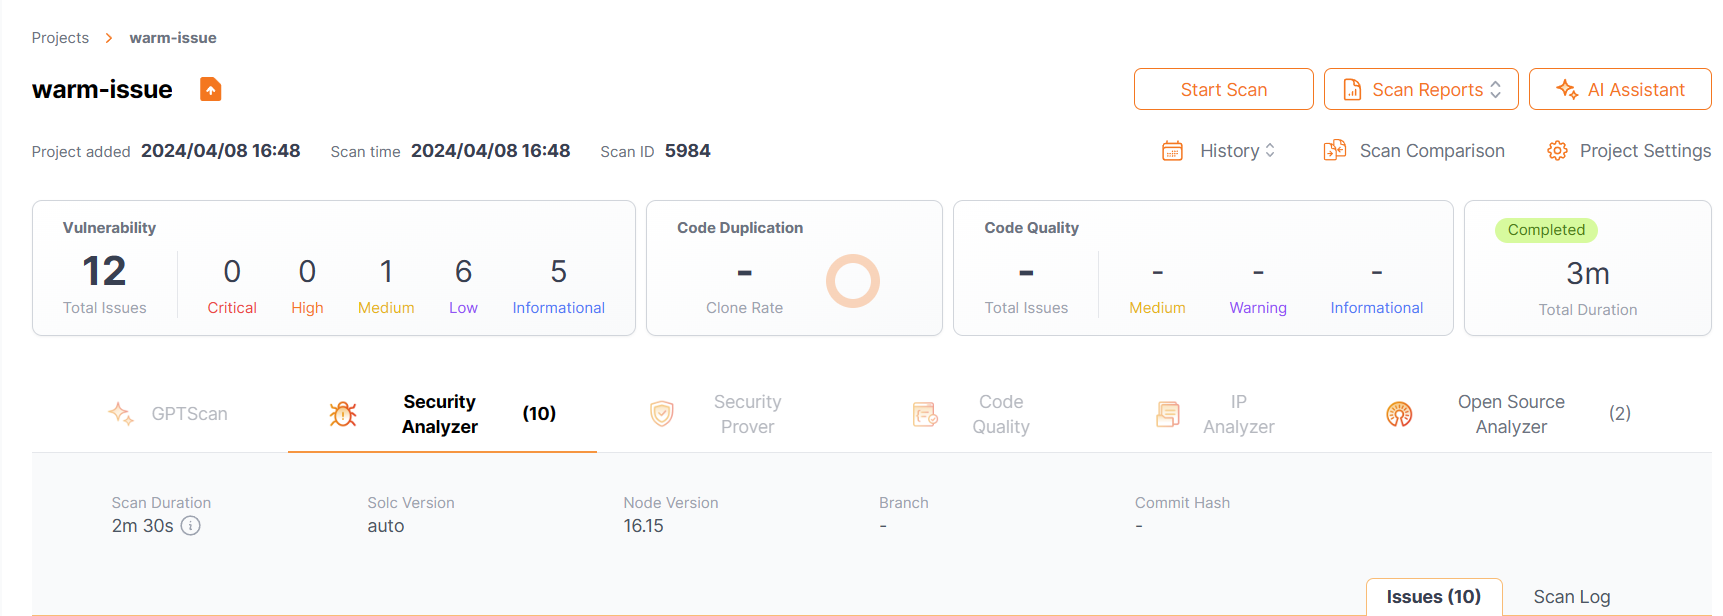 Projects > warm-issue
warm-issue
Start Scan
Scan Reports
AI Assistant
Project added 2024/04/08 16:48 Scan time 2024/04/08 16:48 Scan ID 5984
History
Scan Comparison
Project Settings
Vulnerability
12
Total Issues
0
Critical
0
High
1
Medium
6
Low
5
Informational
Code Duplication
-
Clone Rate
Code Quality
-
Total Issues
-
Medium
-
Warning
-
Informational
Completed
3m
Total Duration
GPTScan
Security
Analyzer
(10)
Security
Prover
Code
Quality
IP
Analyzer
Open Source
Analyzer
(2)
Scan Duration
2m 30s
Solc Version
auto
Node Version
16.15
Branch
-
Commit Hash
-
Issues (10)
Scan Log